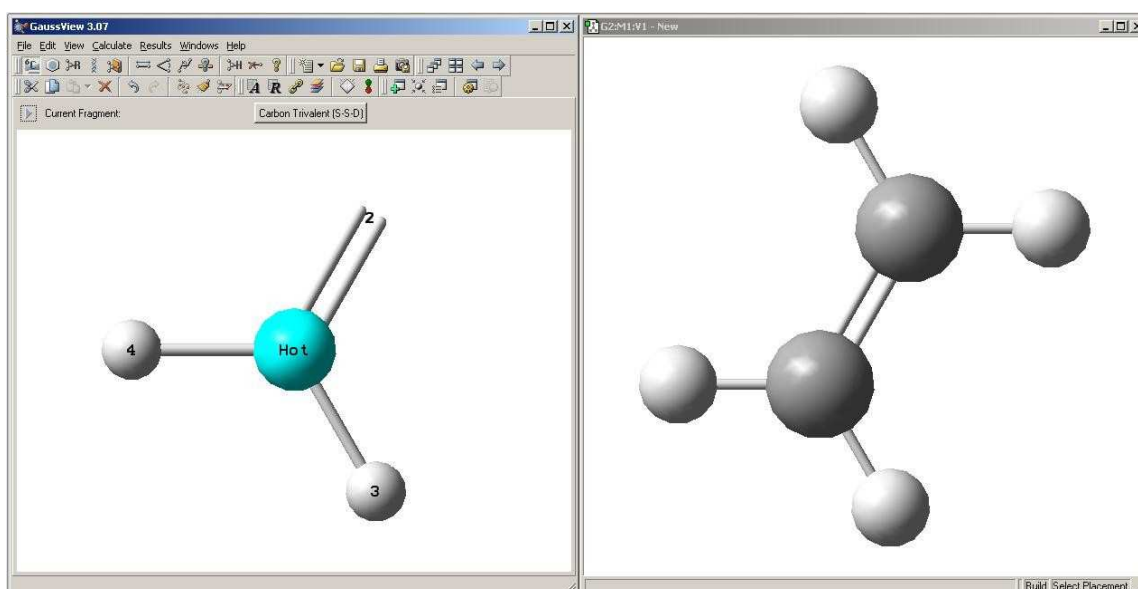 GaussView 3.07
File Edit View Calculate Results Windows Help
Current Fragment:
Carbon Trivalent (S-S-D)
2
Hot
4
3
G2:M1:V1 - New
Build Select Placement